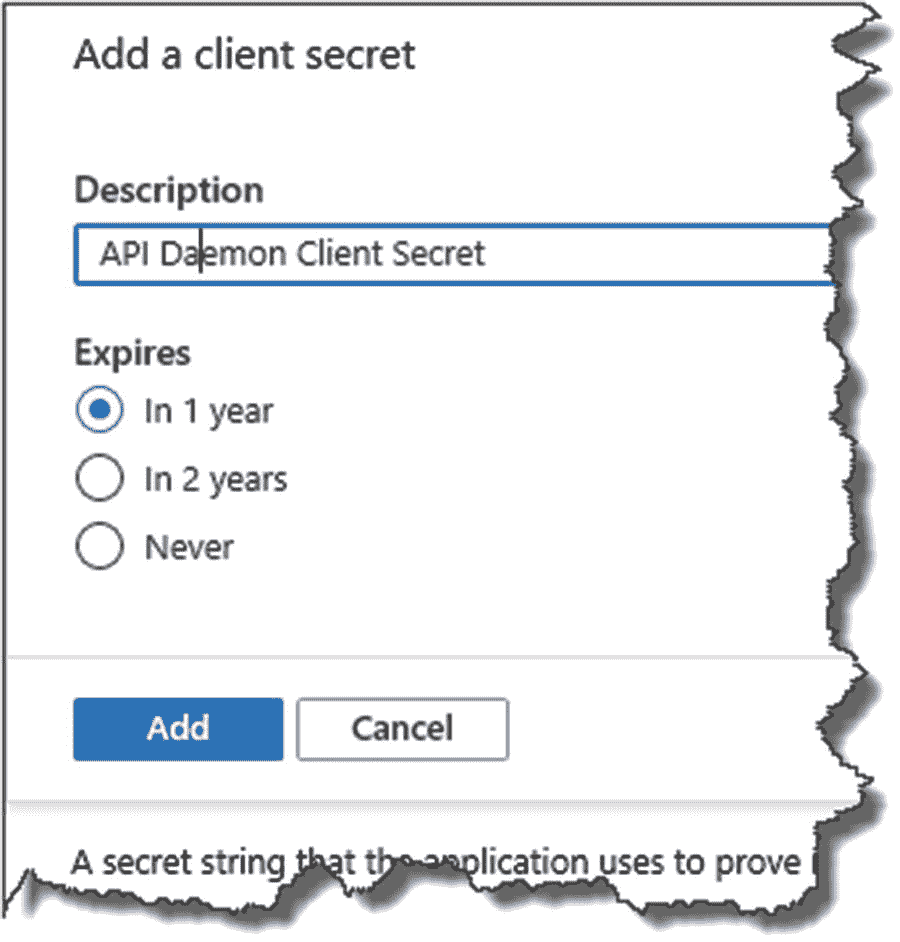 Add a client secret
Description
API Daemon Client Secret
Expires
In 1 year
In 2 years
Never
Add Cancel
A secret string that the application uses to prove